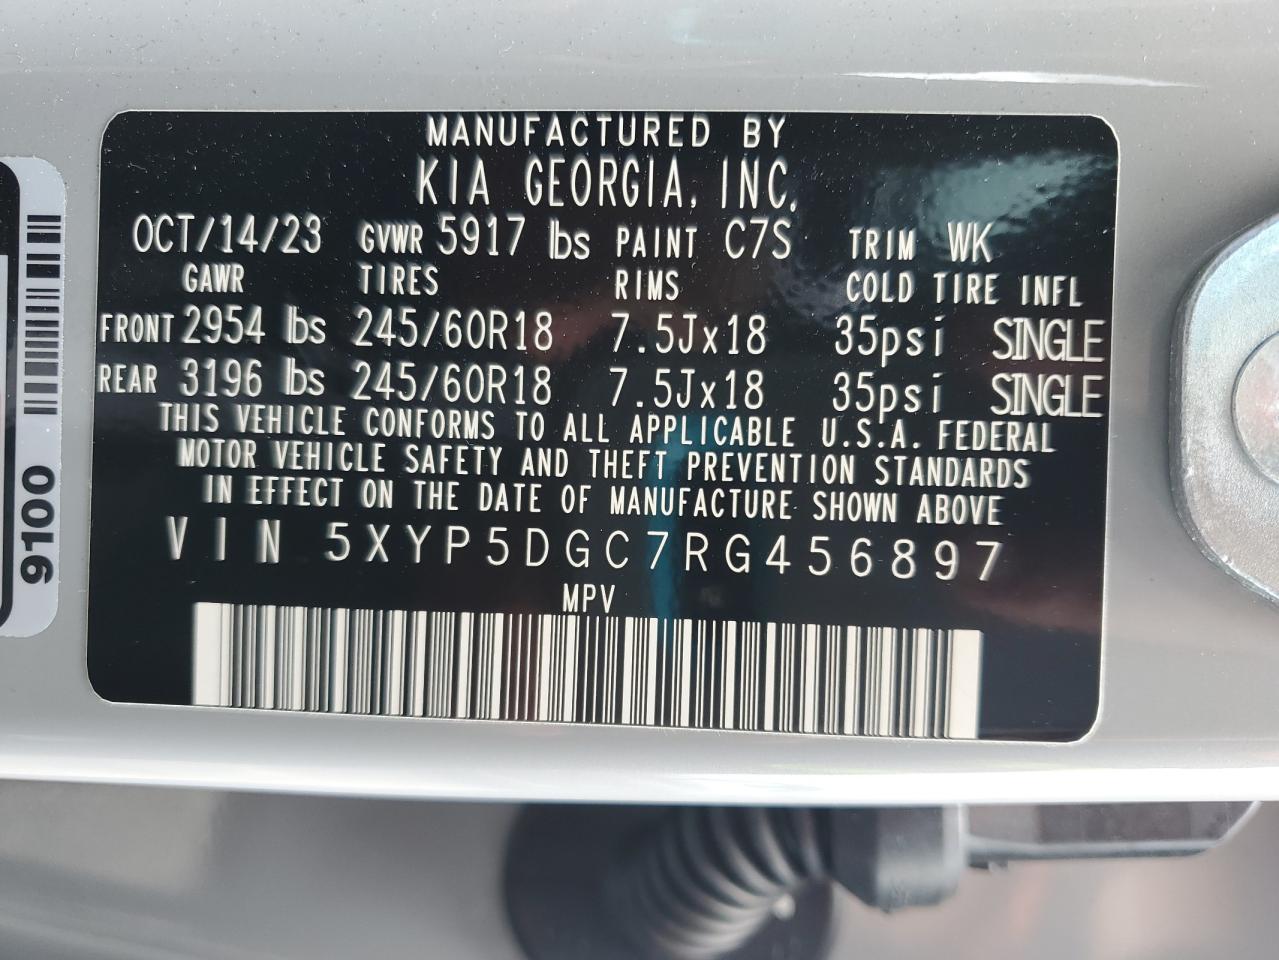 MANUFACTURED BY
KIA GEORGIA, INC.
OCT/14/23 GVWR 5917 lbs PAINT C7S TRIM WK
GAWR TIRES RIMS COLD TIRE INFL
FRONT 2954 lbs 245/60R18 7.5Jx18 35psi SINGLE
REAR 3196 lbs 245/60R18 7.5Jx18 35psi SINGLE
THIS VEHICLE CONFORMS TO ALL APPLICABLE U.S.A. FEDERAL
MOTOR VEHICLE SAFETY AND THEFT PREVENTION STANDARDS
IN EFFECT ON THE DATE OF MANUFACTURE SHOWN ABOVE
VIN 5XYP5DGC7RG456897
MPV
9100